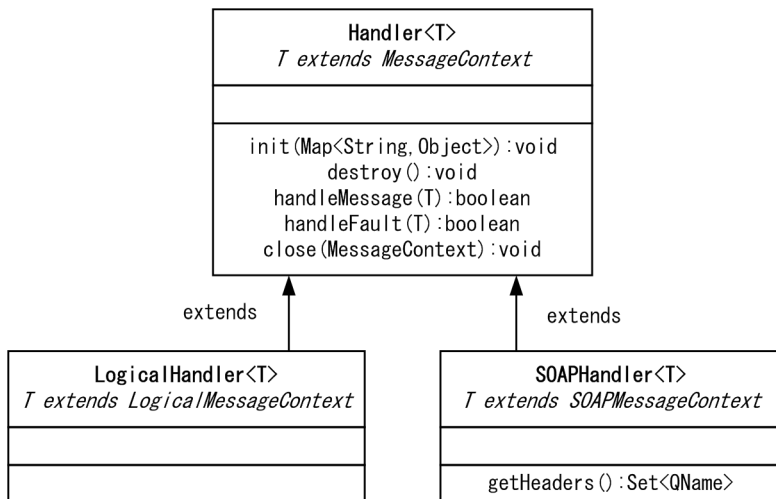 Handler<T>
T extends MessageContext
init(Map<String,Object>):void
destroy():void
handleMessage(T):boolean
handleFault(T):boolean
close(MessageContext):void
extends
extends
LogicalHandler<T>
T extends LogicalMessageContext
SOAPHandler<T>
T extends SOAPMessageContext
getHeaders():Set<QName>